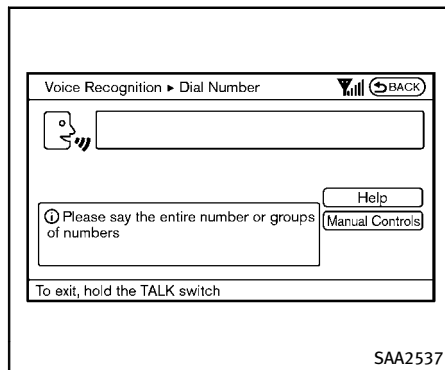 Voice Recognition ▸ Dial Number
BACK
Help
Manual Controls
ⓘ Please say the entire number or groups
of numbers
To exit, hold the TALK switch
SAA2537